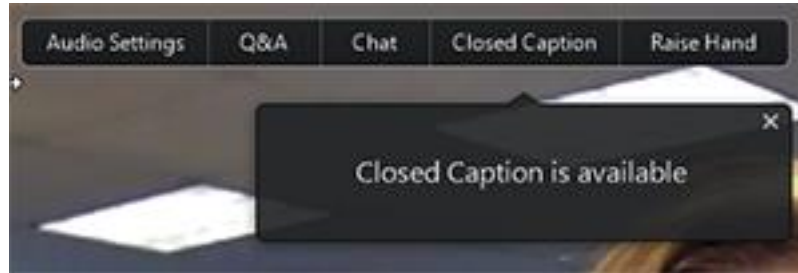 Audio Settings Q&A Chat Closed Caption Raise Hand
Closed Caption is available